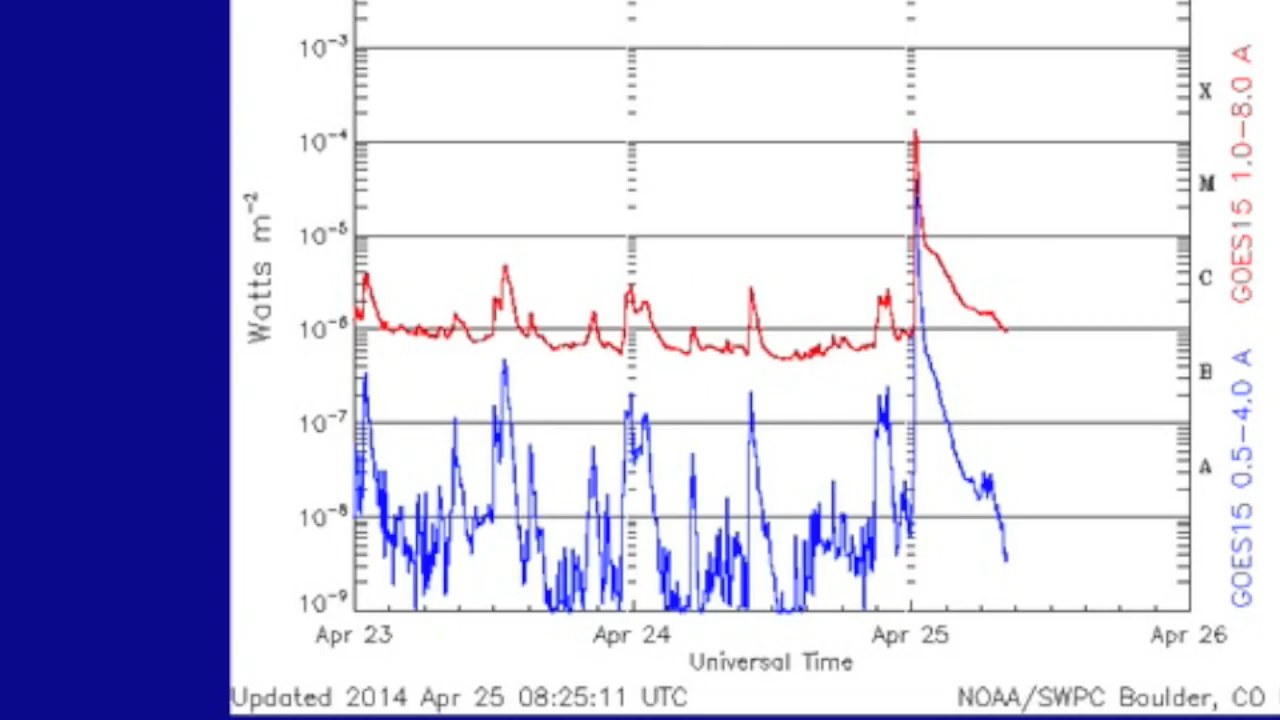 10⁻³
10⁻⁴
10⁻⁵
10⁻⁶
10⁻⁷
10⁻⁸
10⁻⁹
Watts m⁻²
X
M
C
B
A
GOES15 1.0-8.0 A
GOES15 0.5-4.0 A
Apr 23 Apr 24 Apr 25 Apr 26
Universal Time
Updated 2014 Apr 25 08:25:11 UTC NOAA/SWPC Boulder, CO